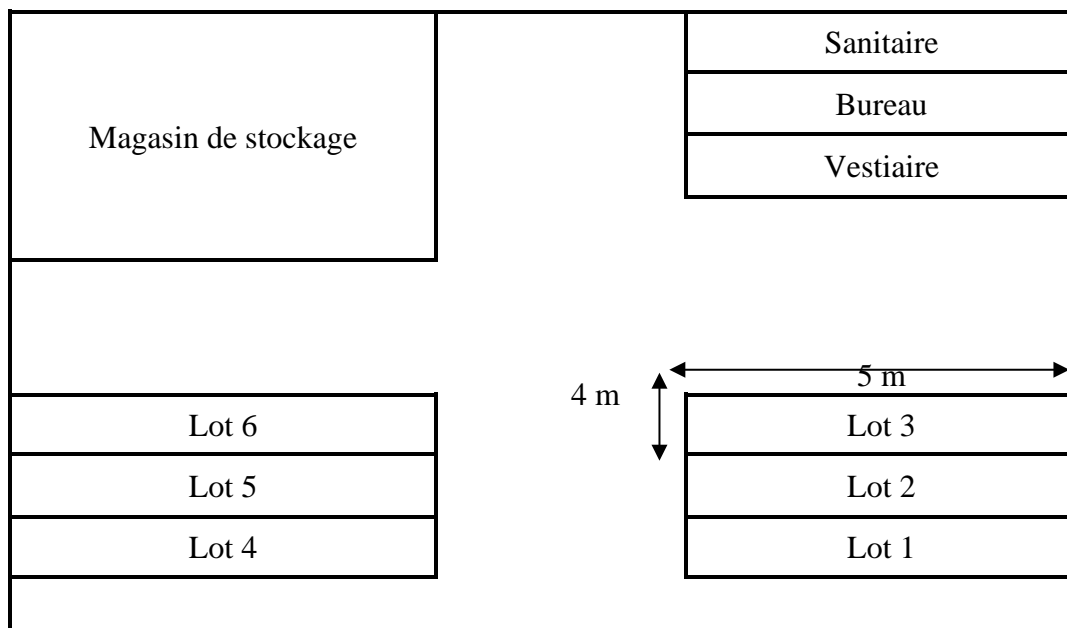 Sanitaire
Magasin de stockage
Bureau
Vestiaire
5 m
4 m
Lot 6
Lot 3
Lot 5
Lot 2
Lot 4
Lot 1